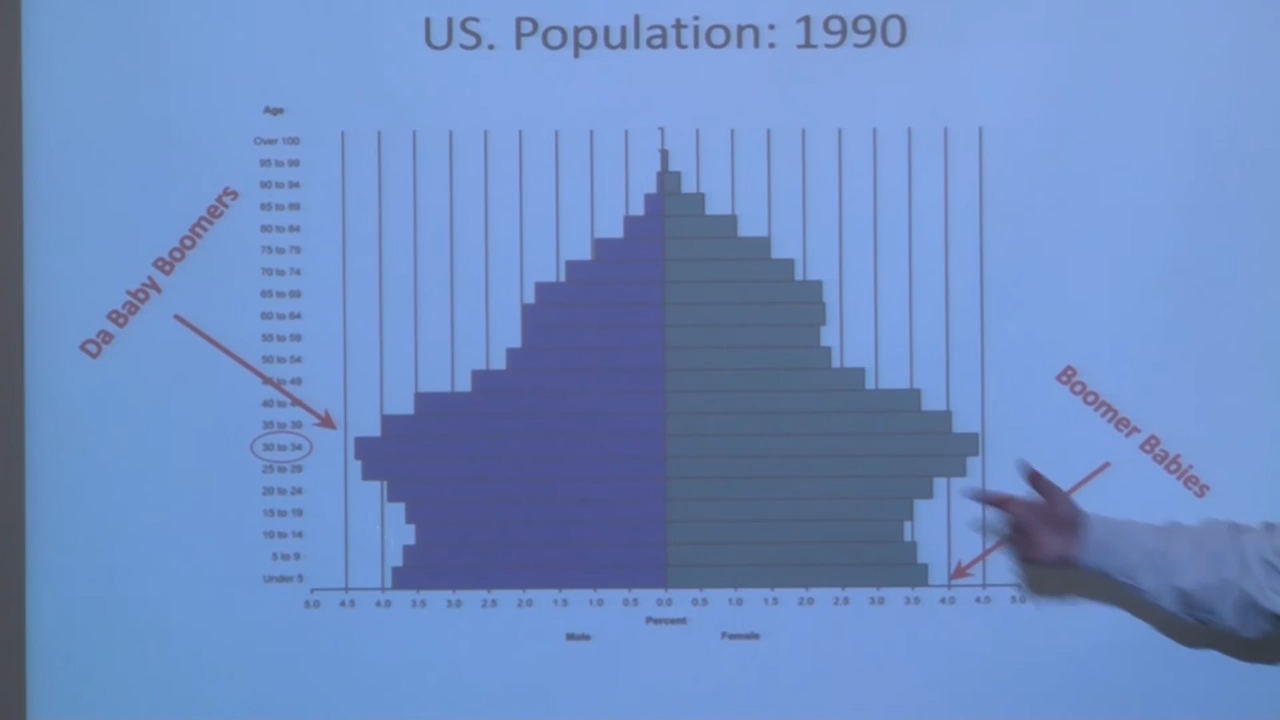 US. Population: 1990
Age
Over 100
95 to 99
90 to 94
85 to 89
80 to 84
75 to 79
70 to 74
65 to 69
60 to 64
55 to 59
50 to 54
to 49
40 to
35 to 39
30 to 34
25 to 29
20 to 24
15 to 19
10 to 14
5 to 9
Under 5
Da Baby Boomers
Boomer Babies
5.0 4.5 4.0 3.5 3.0 2.5 2.0 1.5 1.0 0.5 0.0 0.5 1.0 1.5 2.0 2.5 3.0 3.5 4.0 4.5 5.0
Percent
Male Female